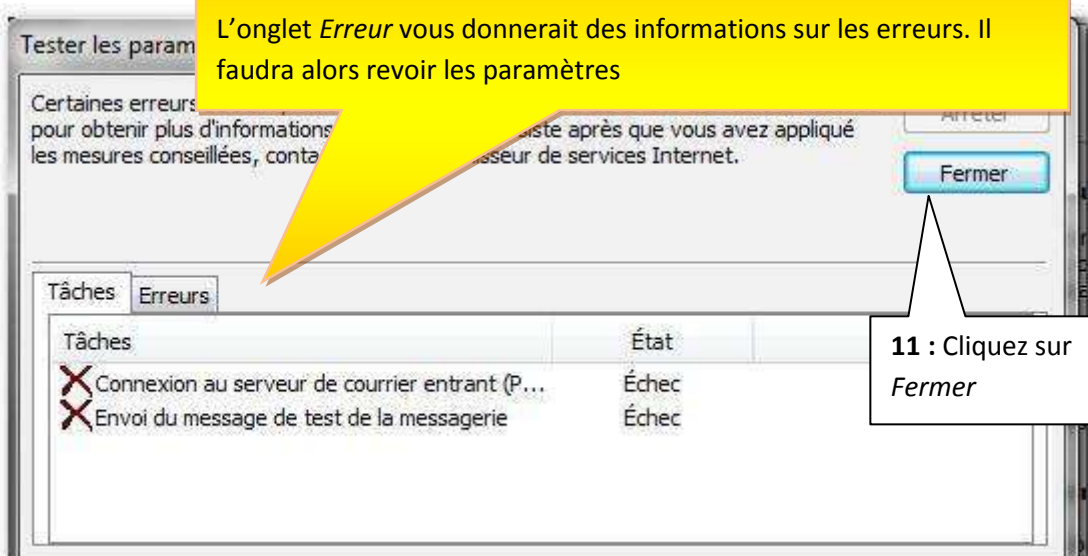 L'onglet Erreur vous donnerait des informations sur les erreurs. Il
faudra alors revoir les paramètres
Tester les param
Certaines erreurs
pour obtenir plus d'informations siste après que vous avez appliqué
les mesures conseillées, conta sseur de services Internet.
Arrêter
Fermer
Tâches Erreurs
Tâches État
Connexion au serveur de courrier entrant (P... Échec
Envoi du message de test de la messagerie Échec
11 : Cliquez sur
Fermer